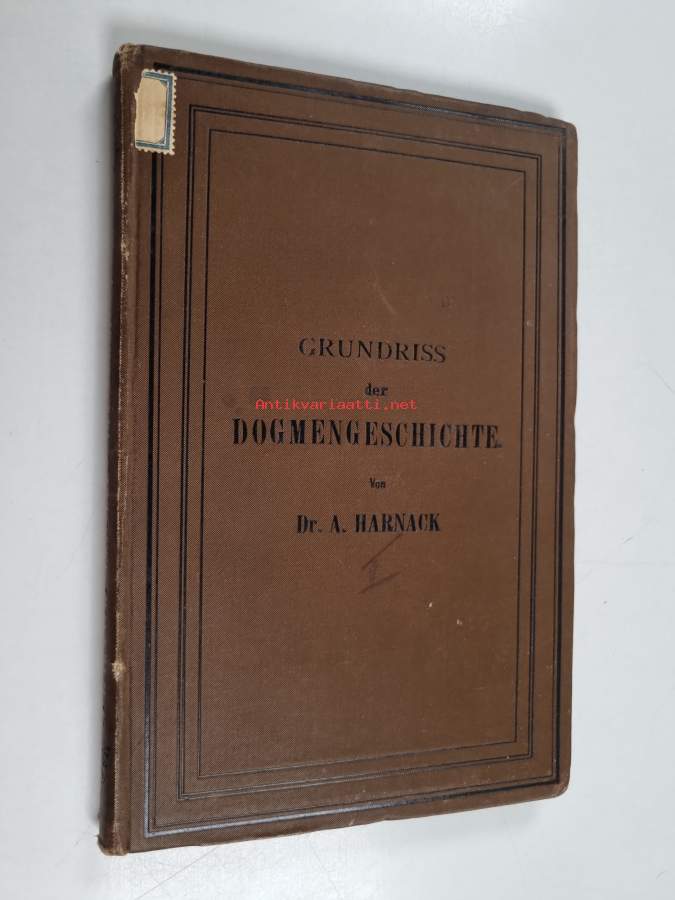 GRUNDRISS
der
Antikvariaatti.net
DOGMENGESCHICHTE.
Von
Dr. A. HARNACK
I